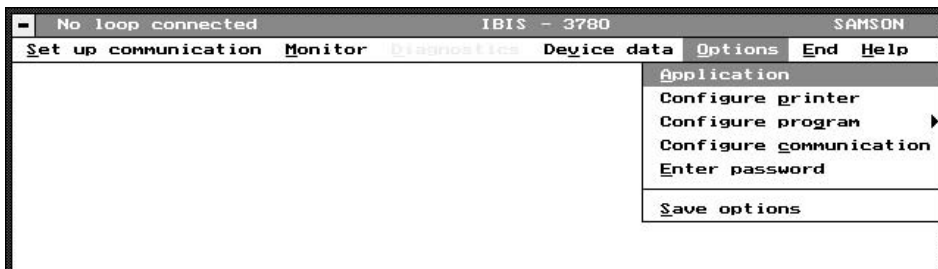 No loop connected IBIS - 3780 SAMSON
Set up communication Monitor Diagnostics Device data Options End Help
Application
Configure printer
Configure program
Configure communication
Enter password
Save options